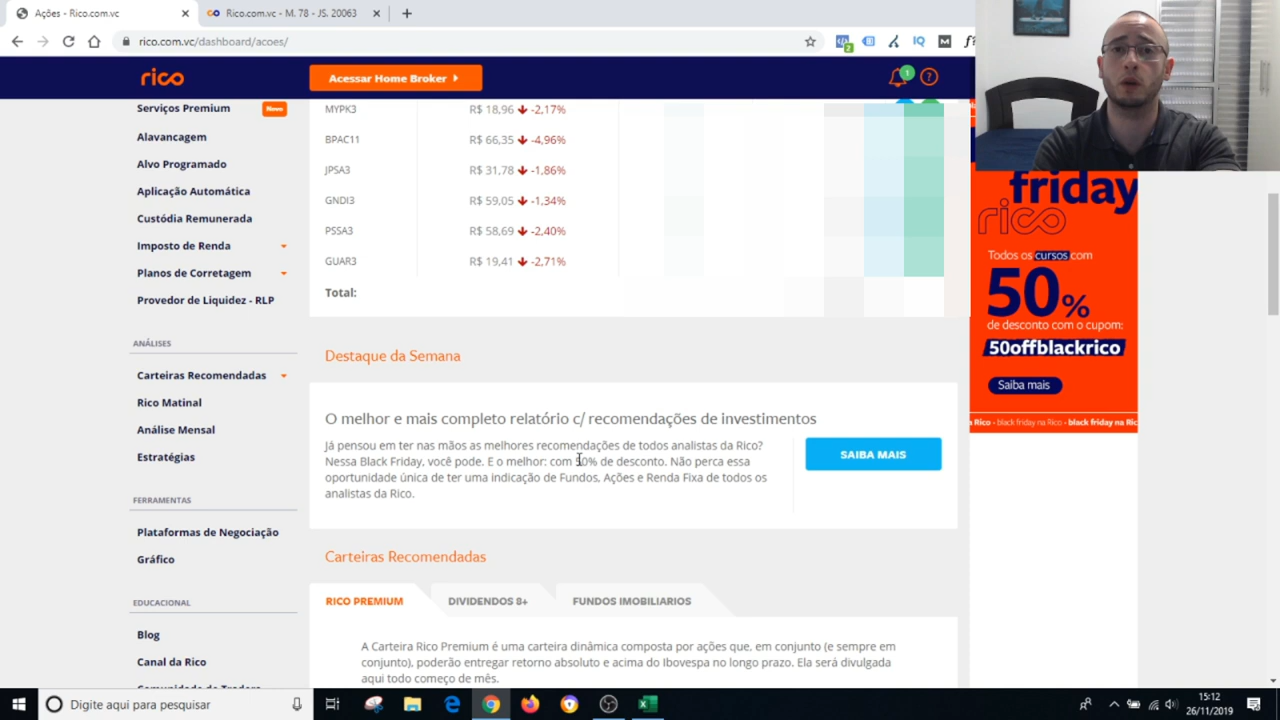 Ações - Rico.com.vc
Rico.com.vc - M. 78 - JS. 20063
rico.com.vc/dashboard/acoes/
2
IQ
M
rico
Acessar Home Broker
1
?
Serviços Premium
New
Alavancagem
Alvo Programado
Aplicação Automática
Custódia Remunerada
Imposto de Renda
Planos de Corretagem
Provedor de Liquidez - RLP
ANÁLISES
Carteiras Recomendadas
Rico Matinal
Análise Mensal
Estratégias
FERRAMENTAS
Plataformas de Negociação
Gráfico
EDUCACIONAL
Blog
Canal da Rico
MYPK3 R$ 18,96 -2,17%
BPAC11 R$ 66,35 -4,96%
JPSA3 R$ 31,78 -1,86%
GNDI3 R$ 59,05 -1,34%
PSSA3 R$ 58,69 -2,40%
GUAR3 R$ 19,41 -2,71%
Total:
Destaque da Semana
O melhor e mais completo relatório c/ recomendações de investimentos
Já pensou em ter nas mãos as melhores recomendações de todos analistas da Rico?
Nessa Black Friday, você pode. E o melhor: com 50% de desconto. Não perca essa
oportunidade única de ter uma indicação de Fundos, Ações e Renda Fixa de todos os
analistas da Rico.
SAIBA MAIS
Carteiras Recomendadas
RICO PREMIUM
DIVIDENDOS 8+
FUNDOS IMOBILIARIOS
A Carteira Rico Premium é uma carteira dinâmica composta por ações que, em conjunto (e sempre em
conjunto), poderão entregar retorno absoluto e acima do Ibovespa no longo prazo. Ela será divulgada
aqui todo começo de mês.
friday
rico
Todos os cursos com
50%
de desconto com o cupom:
50offblackrico
Saiba mais
Rico - black friday na Rico - black friday na Ric
Digite aqui para pesquisar
15:12
26/11/2019